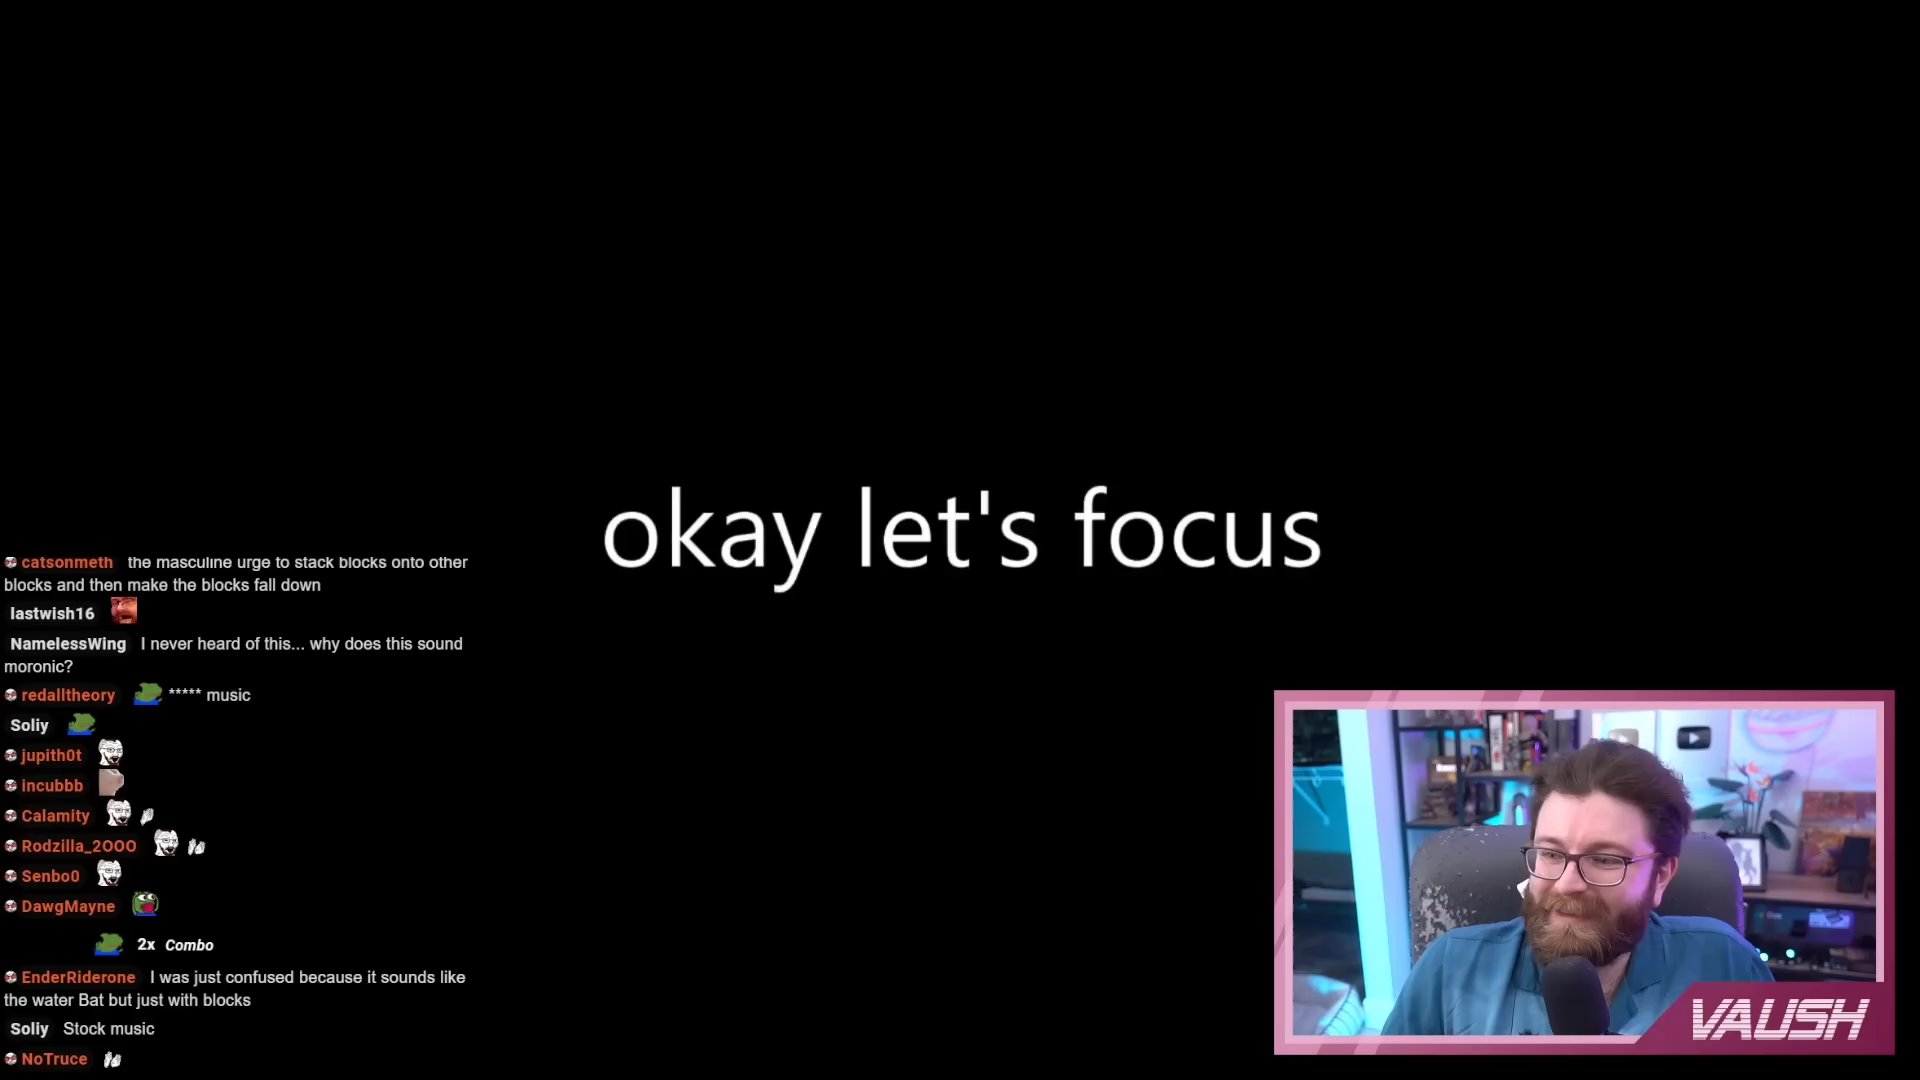 okay let's focus
catsonmeth the masculine urge to stack blocks onto other
blocks and then make the blocks fall down
lastwish16
NamelessWing I never heard of this... why does this sound
moronic?
redalltheory ***** music
Soliy
jupith0t
incubbb
Calamity
Rodzilla_2000
Senbo0
DawgMayne
2x Combo
EnderRiderone I was just confused because it sounds like
the water Bat but just with blocks
Soliy Stock music
NoTruce
VAUSH